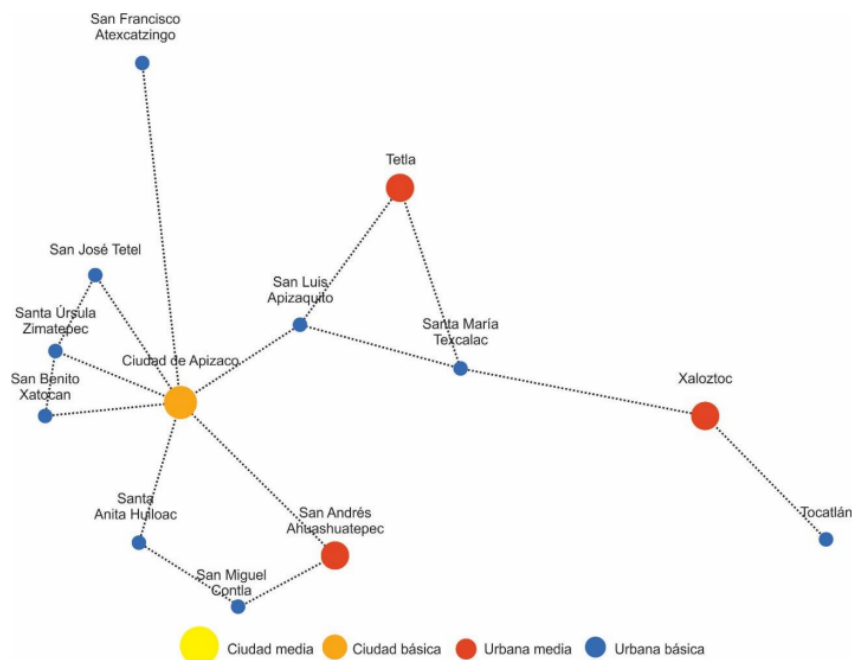 San Francisco
Atexcatzingo
Tetla
San José Tetel
San Luis
Apizaquito
Santa Úrsula
Zimatepec
Santa María
Texcalac
Ciudad de Apizaco
San Benito
Xatocan
Xaloztoc
Santa
Anita Huiloac
San Andrés
Ahuashuatepec
Tocatlán
San Miguel
Contla
Ciudad media
Ciudad básica
Urbana media
Urbana básica